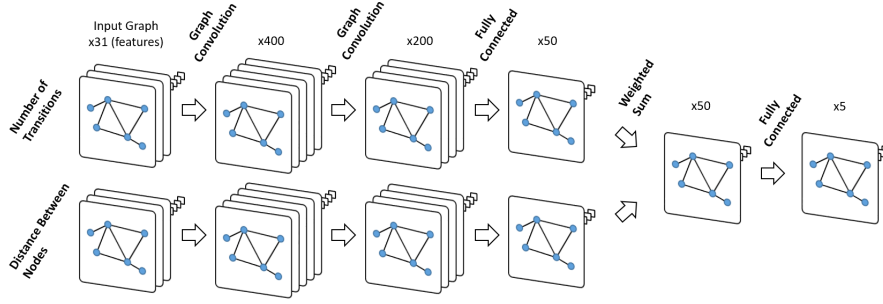 Input Graph
x31 (features)
Graph
Convolution
x400
Graph
Convolution
x200
Fully
Connected
x50
Number of
Transitions
Weighted
Sum
x50
Fully
Connected
x5
Distance Between
Nodes